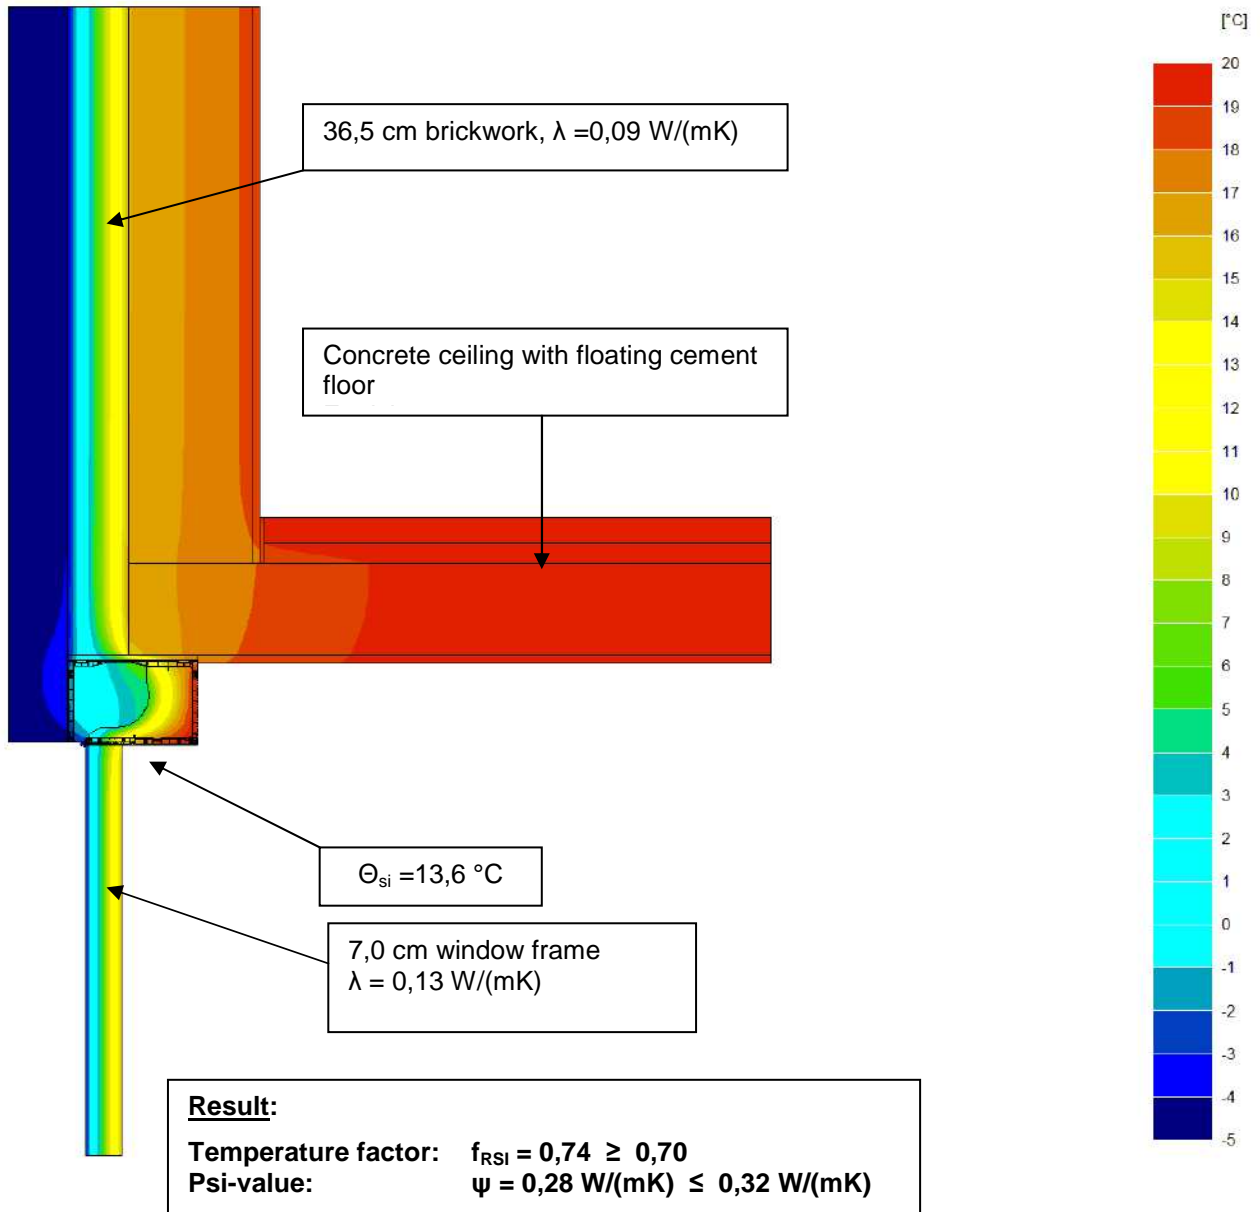 [°C]
36,5 cm brickwork, λ =0,09 W/(mK)
Concrete ceiling with floating cement
floor
Θsi =13,6 °C
7,0 cm window frame
λ = 0,13 W/(mK)
Result:
Temperature factor: fRSI = 0,74 ≥ 0,70
Psi-value: ψ = 0,28 W/(mK) ≤ 0,32 W/(mK)
20
19
18
17
16
15
14
13
12
11
10
9
8
7
6
5
4
3
2
1
0
-1
-2
-3
-4
-5